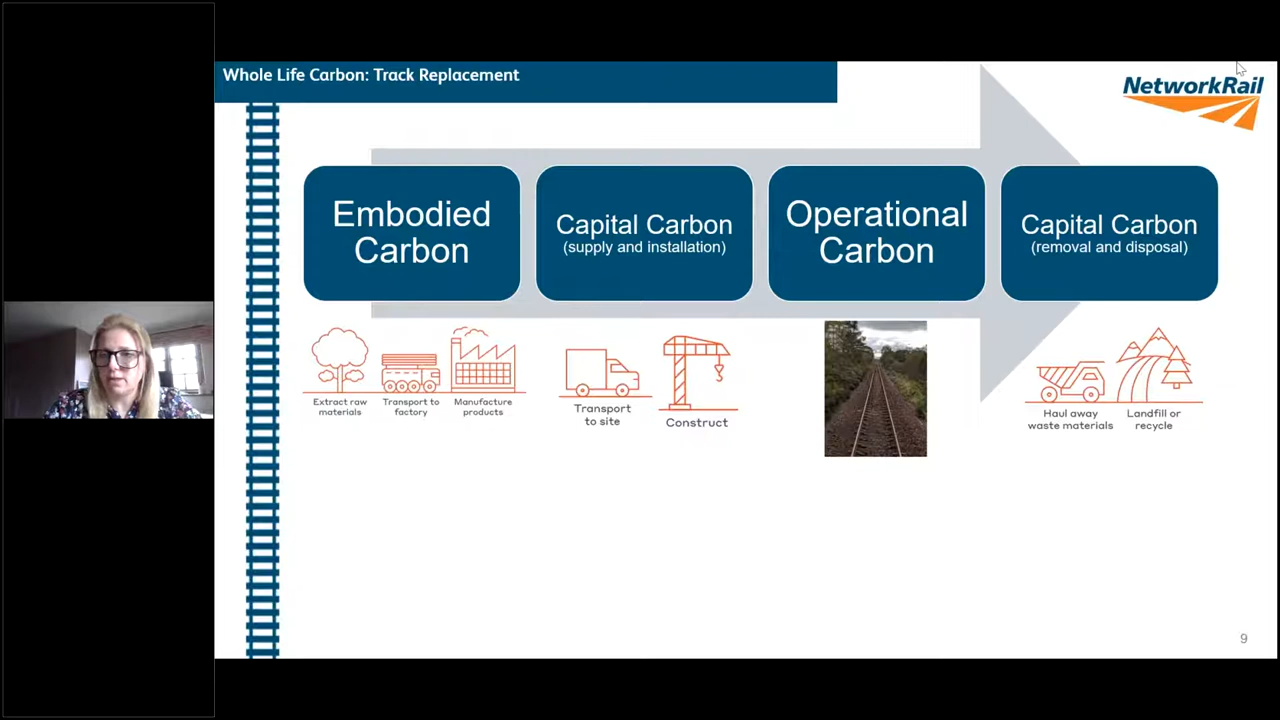 Whole Life Carbon: Track Replacement
NetworkRail
Embodied
Carbon
Capital Carbon
(supply and installation)
Operational
Carbon
Capital Carbon
(removal and disposal)
Extract raw
materials
Transport to
factory
Manufacture
products
Transport
to site
Construct
Haul away
waste materials
Landfill or
recycle
9